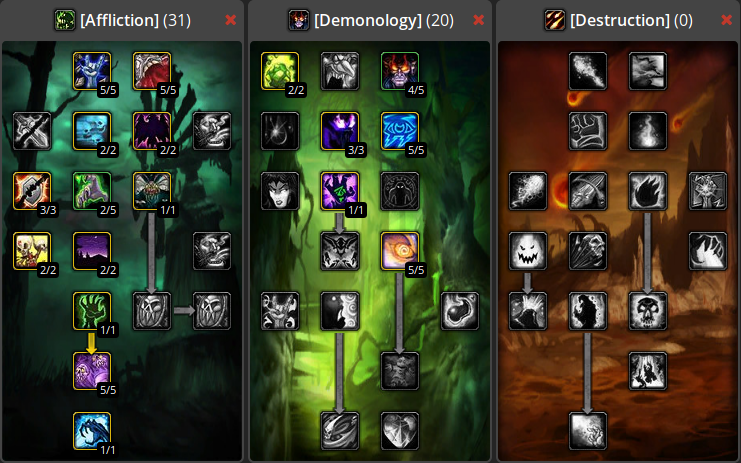 [Affliction] (31)
[Demonology] (20)
[Destruction] (0)
5/5 5/5
2/2 2/2
3/3 2/5 1/1
2/2 2/2
1/1
5/5
1/1
2/2 4/5
3/3 5/5
1/1
5/5